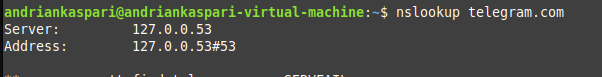 andriankaspari@andriankaspari-virtual-machine:~$ nslookup telegram.com
Server:         127.0.0.53
Address:        127.0.0.53#53